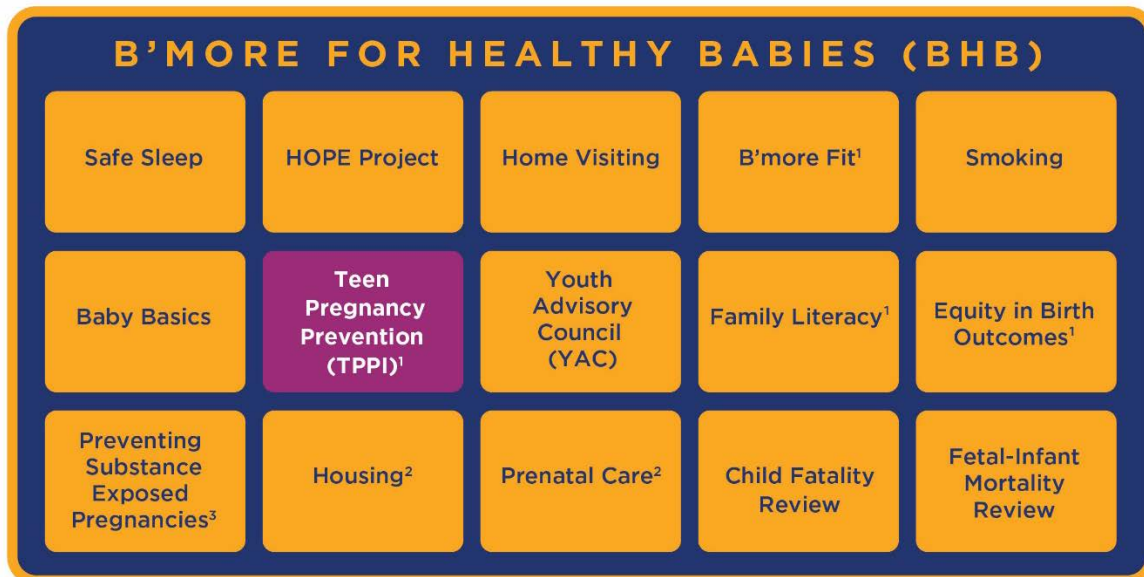 B'MORE FOR HEALTHY BABIES (BHB)
Safe Sleep
HOPE Project
Home Visiting
B'more Fit¹
Smoking
Baby Basics
Teen
Pregnancy
Prevention
(TPPI)¹
Youth
Advisory
Council
(YAC)
Family Literacy¹
Equity in Birth
Outcomes¹
Preventing
Substance
Exposed
Pregnancies³
Housing²
Prenatal Care²
Child Fatality
Review
Fetal-Infant
Mortality
Review